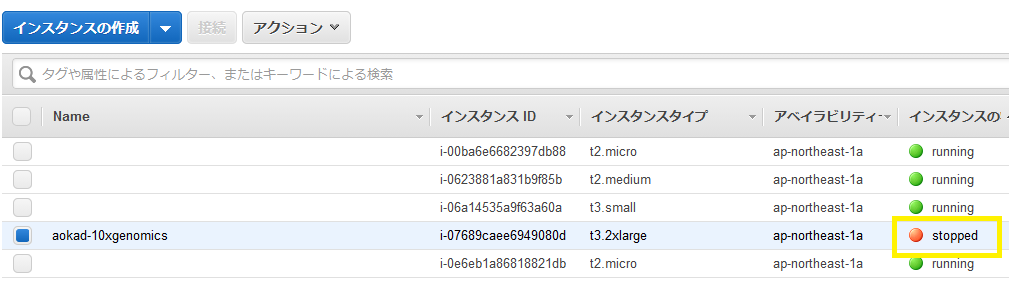 インスタンスの作成 接続 アクション
タグや属性によるフィルター、またはキーワードによる検索
Name インスタンス ID インスタンスタイプ アベイラビリティー インスタンスの
i-00ba6e6682397db88 t2.micro ap-northeast-1a running
i-0623881a831b9f85b t2.medium ap-northeast-1a running
i-06a14535a9f63a60a t3.small ap-northeast-1a running
aokad-10xgenomics i-07689caee6949080d t3.2xlarge ap-northeast-1a stopped
i-0e6eb1a86818821db t2.micro ap-northeast-1a running